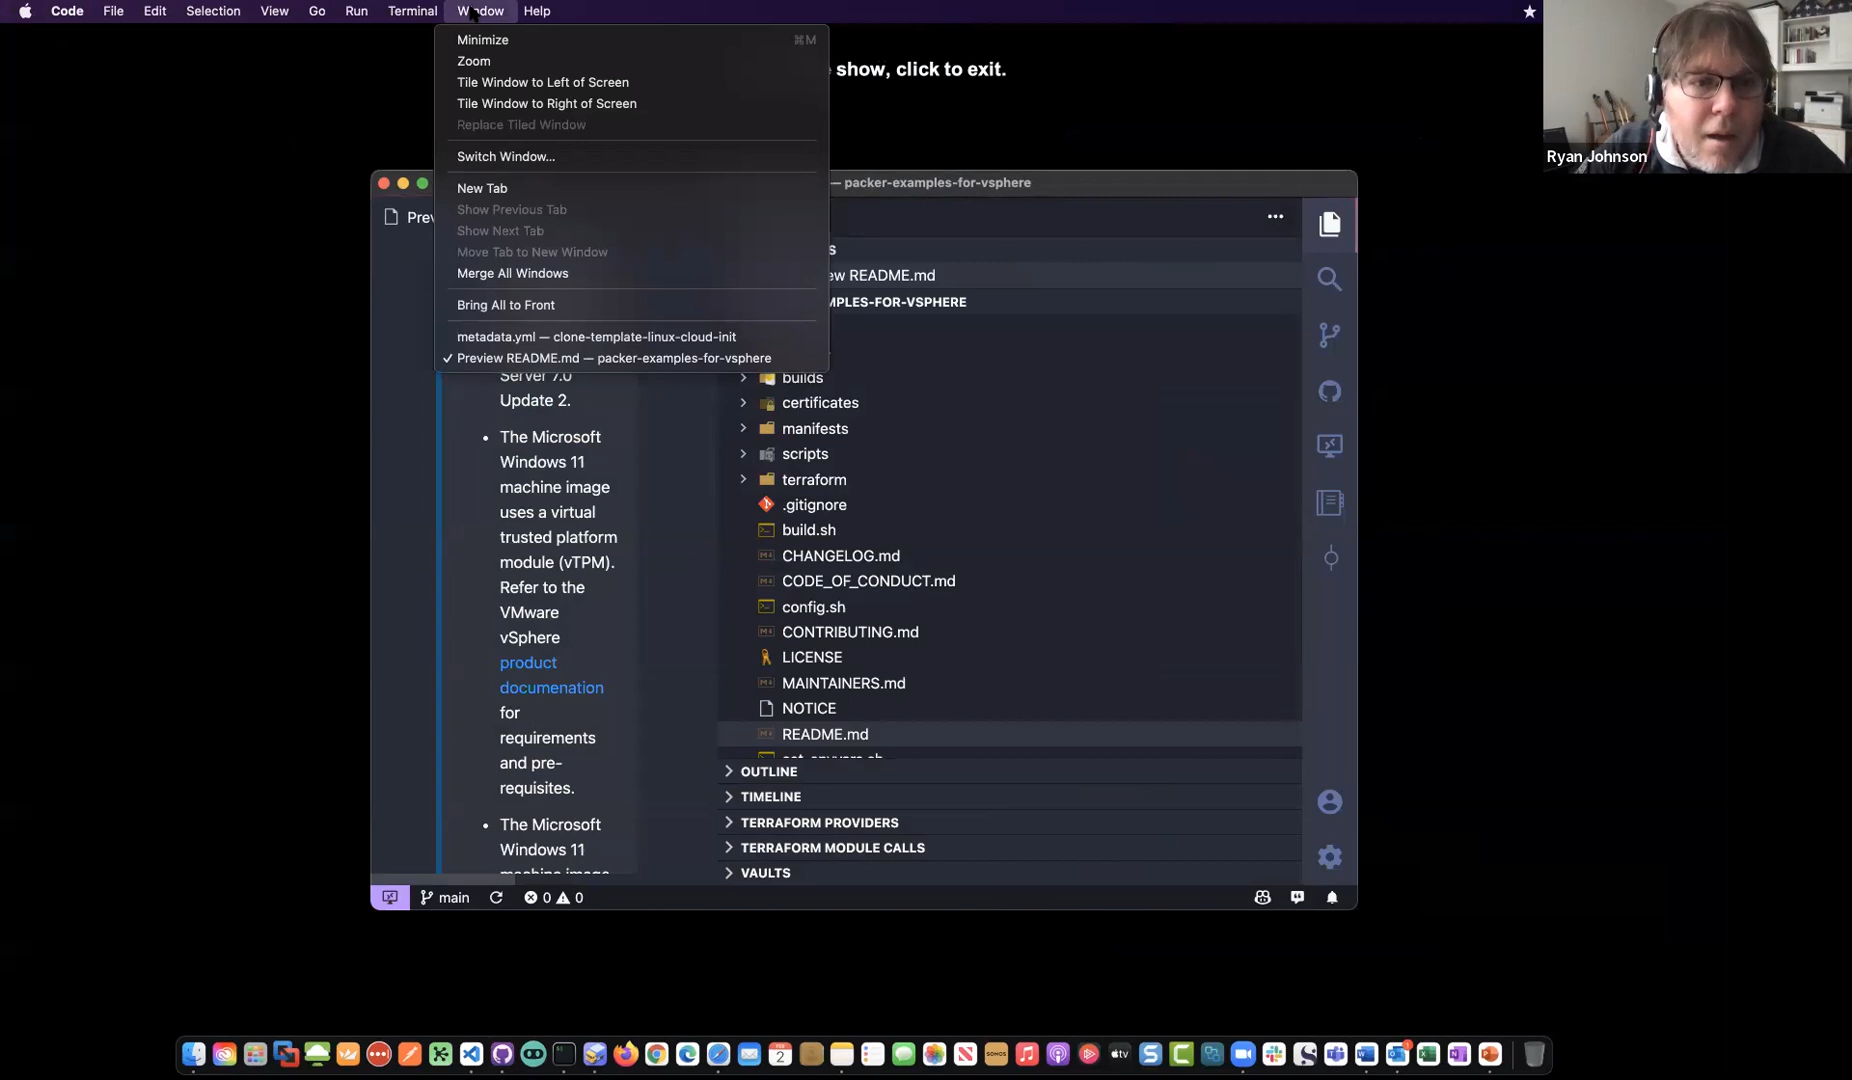 Code File Edit Selection View Go Run Terminal Window Help
show, click to exit.
Ryan Johnson
Minimize ⌘M
Zoom
Tile Window to Left of Screen
Tile Window to Right of Screen
Replace Tiled Window
Switch Window...
New Tab
Show Previous Tab
Show Next Tab
Move Tab to New Window
Merge All Windows
Bring All to Front
metadata.yml — clone-template-linux-cloud-init
✓ Preview README.md — packer-examples-for-vsphere
— packer-examples-for-vsphere
README.md
MPLES-FOR-VSPHERE
Server 7.0
Update 2.
• The Microsoft
Windows 11
machine image
uses a virtual
trusted platform
module (vTPM).
Refer to the
VMware
vSphere
product
documenation
for
requirements
and pre-
requisites.
• The Microsoft
Windows 11
machine image
builds
certificates
manifests
scripts
terraform
.gitignore
build.sh
CHANGELOG.md
CODE_OF_CONDUCT.md
config.sh
CONTRIBUTING.md
LICENSE
MAINTAINERS.md
NOTICE
README.md
OUTLINE
TIMELINE
TERRAFORM PROVIDERS
TERRAFORM MODULE CALLS
VAULTS
main 0 0